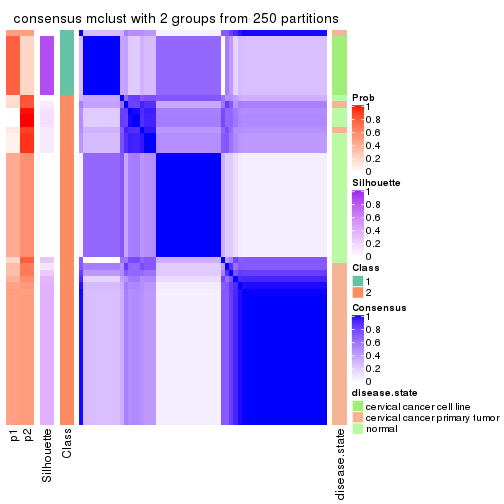 consensus mclust with 2 groups from 250 partitions
Prob
1
0.8
0.6
0.4
0.2
0
Silhouette
1
0.8
0.6
0.4
0.2
0
Class
1
2
Consensus
1
0.8
0.6
0.4
0.2
0
disease.state
cervical cancer cell line
cervical cancer primary tumor
normal
p1
p2
Silhouette
Class
disease.state